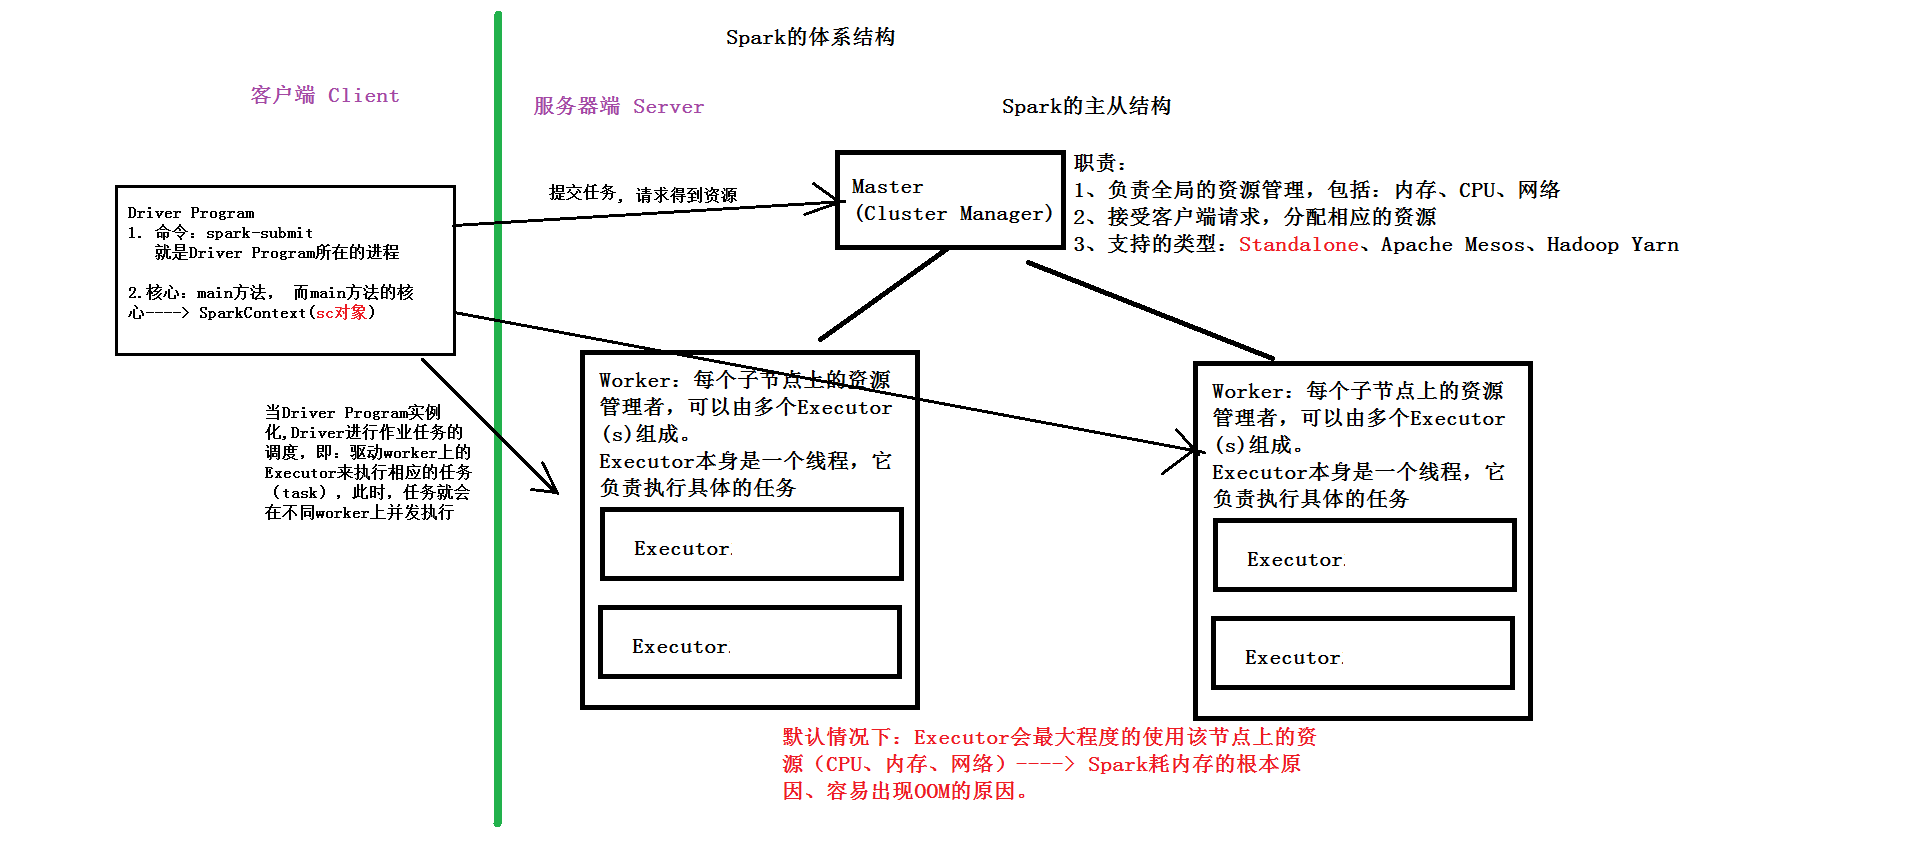 Spark的体系结构
客户端 Client
服务器端 Server
Spark的主从结构
Driver Program
1. 命令：spark-submit
就是Driver Program所在的进程
2.核心：main方法， 而main方法的核
心----> SparkContext(sc对象)
提交任务，请求得到资源
Master
(Cluster Manager)
职责：
1、负责全局的资源管理，包括：内存、CPU、网络
2、接受客户端请求，分配相应的资源
3、支持的类型：Standalone、Apache Mesos、Hadoop Yarn
当Driver Program实例
化,Driver进行作业任务的
调度，即：驱动worker上的
Executor来执行相应的任务
（task），此时，任务就会
在不同worker上并发执行
Worker：每个子节点上的资源
管理者，可以由多个Executor
(s)组成。
Executor本身是一个线程，它
负责执行具体的任务
Executor
Executor
Worker：每个子节点上的资源
管理者，可以由多个Executor
(s)组成。
Executor本身是一个线程，它
负责执行具体的任务
Executor
Executor
默认情况下：Executor会最大程度的使用该节点上的资
源（CPU、内存、网络）----> Spark耗内存的根本原
因、容易出现OOM的原因。